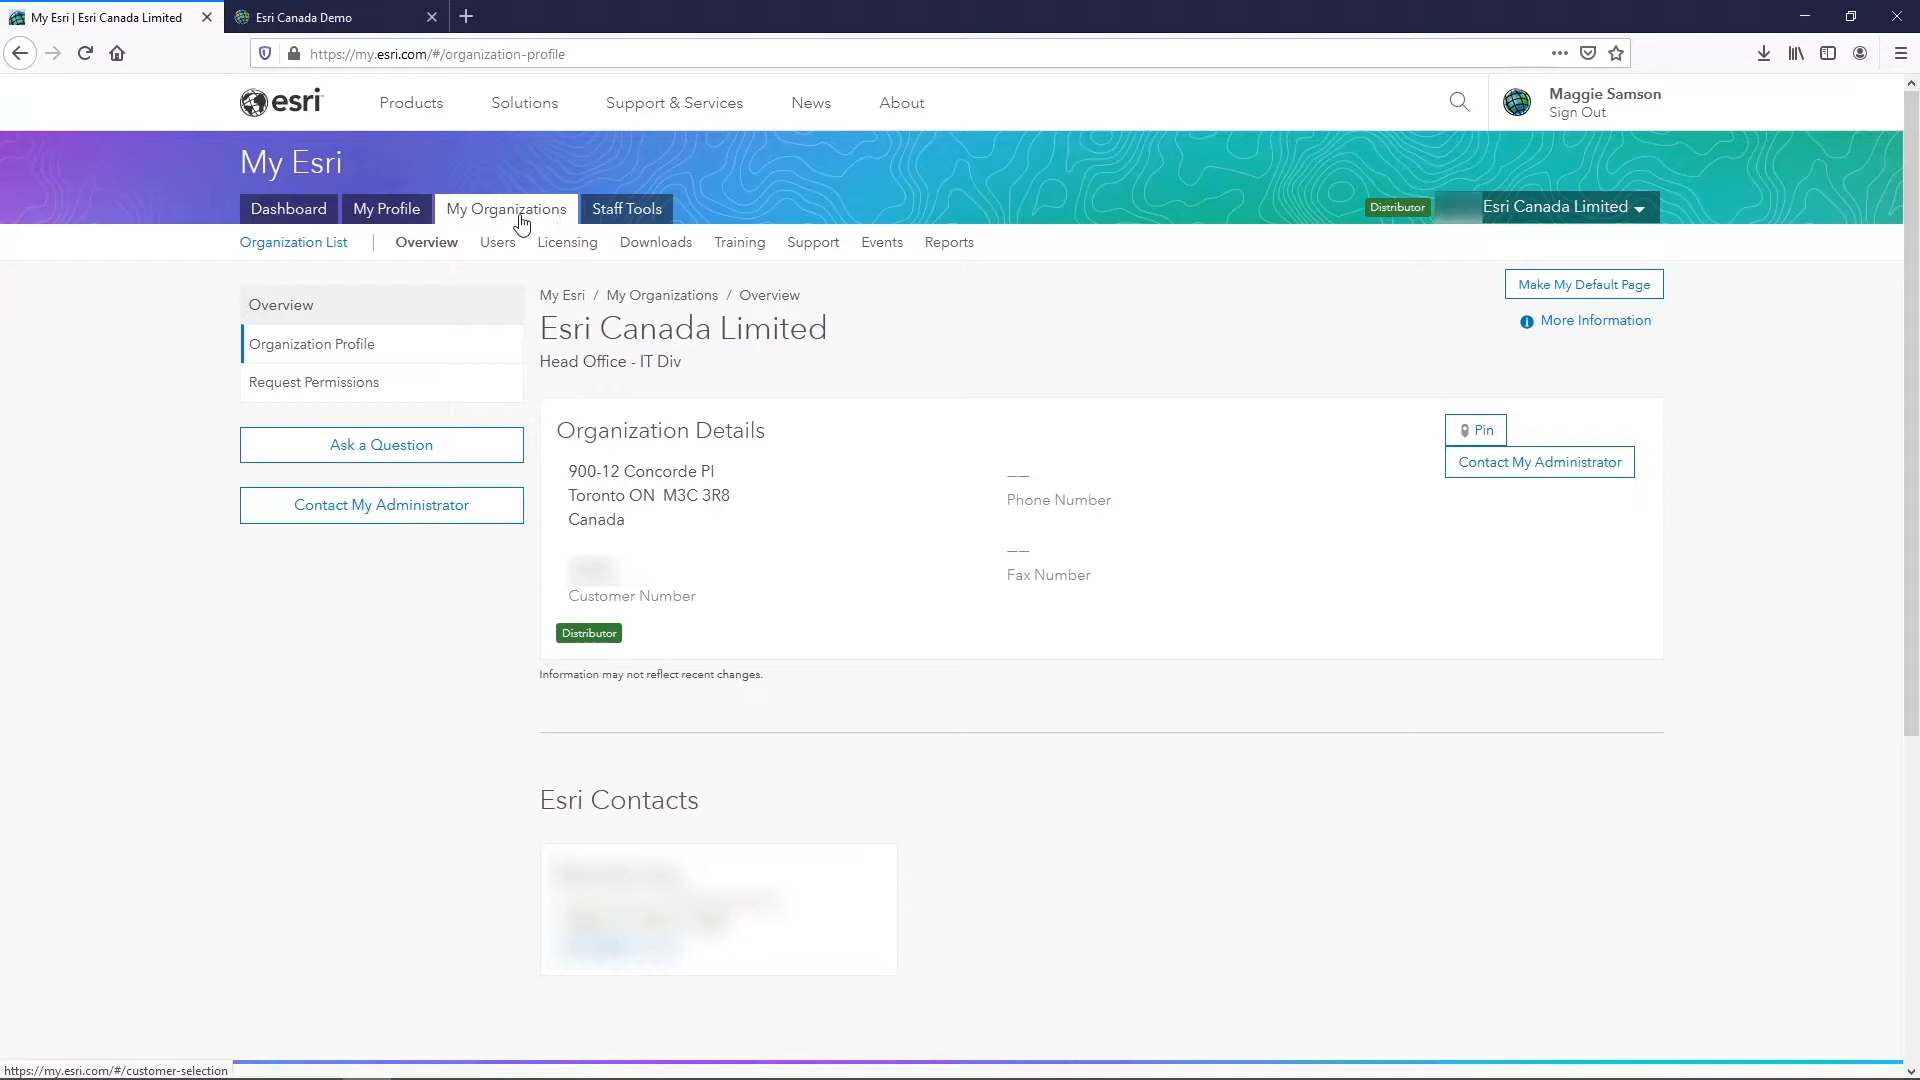 My Esri | Esri Canada Limited
Esri Canada Demo
https://my.esri.com/#/organization-profile
esri
Products
Solutions
Support & Services
News
About
Maggie Samson
Sign Out
My Esri
Dashboard
My Profile
My Organizations
Staff Tools
Distributor
Esri Canada Limited
Organization List
Overview
Users
Licensing
Downloads
Training
Support
Events
Reports
Overview
Organization Profile
Request Permissions
Ask a Question
Contact My Administrator
My Esri / My Organizations / Overview
Make My Default Page
More Information
Esri Canada Limited
Head Office - IT Div
Organization Details
Pin
Contact My Administrator
900-12 Concorde Pl
Toronto ON M3C 3R8
Canada
Customer Number
__
Phone Number
__
Fax Number
Distributor
Information may not reflect recent changes.
Esri Contacts
https://my.esri.com/#/customer-selection